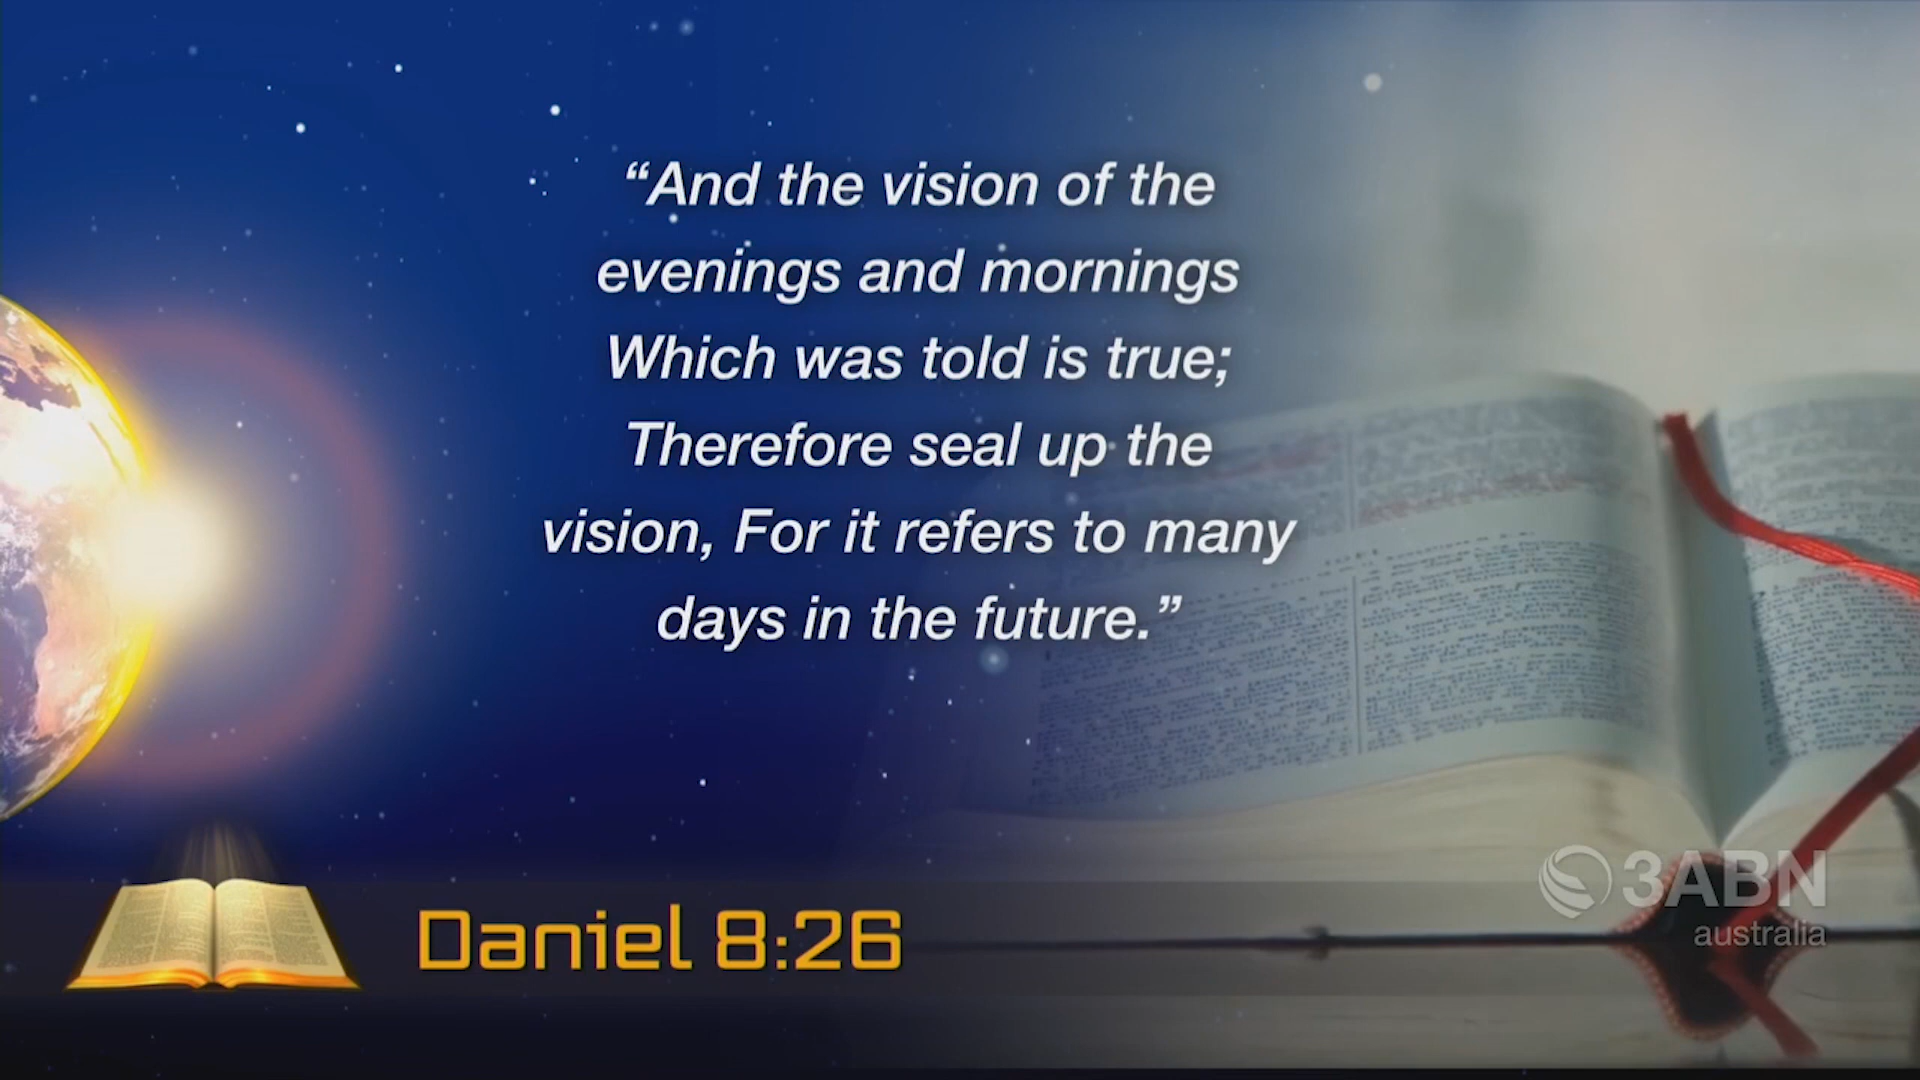 “And the vision of the
evenings and mornings
Which was told is true;
Therefore seal up the
vision, For it refers to many
days in the future.”
Daniel 8:26
3ABN
australia